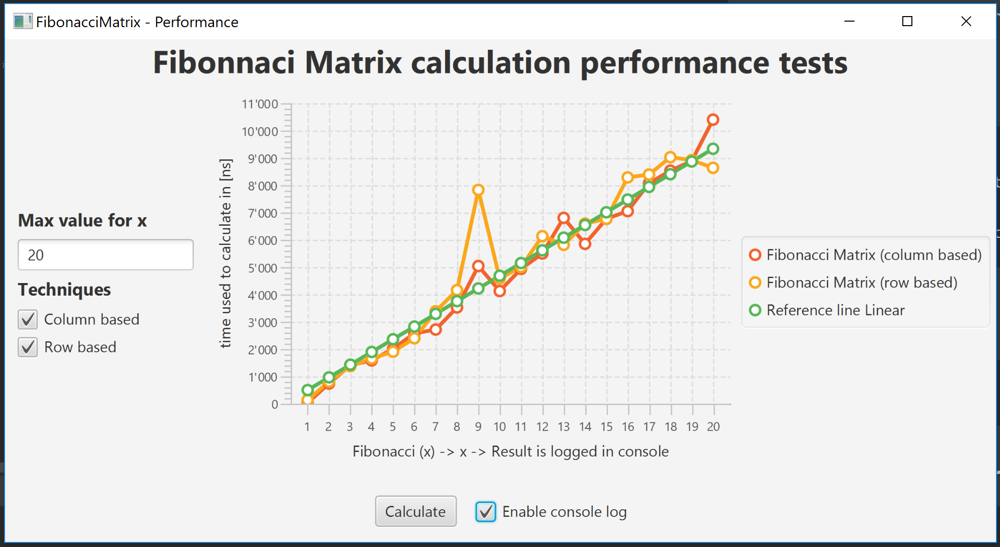 FibonacciMatrix - Performance
Fibonnaci Matrix calculation performance tests
Max value for x
20
Techniques
Column based
Row based
time used to calculate in [ns]
11'000
10'000
9'000
8'000
7'000
6'000
5'000
4'000
3'000
2'000
1'000
0
1 2 3 4 5 6 7 8 9 10 11 12 13 14 15 16 17 18 19 20
Fibonacci (x) -> x -> Result is logged in console
Fibonacci Matrix (column based)
Fibonacci Matrix (row based)
Reference line Linear
Calculate
Enable console log